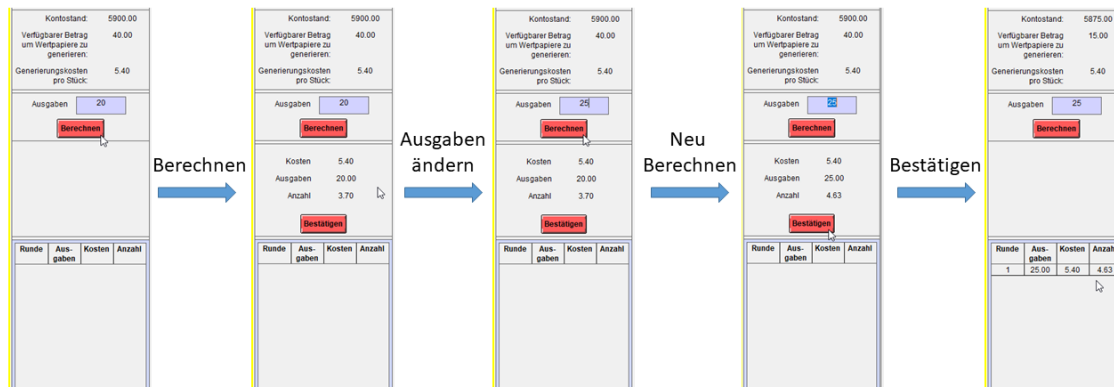 Kontostand: 5900.00
Verfügbarer Betrag 40.00
um Wertpapiere zu
generieren:
Generierungskosten 5.40
pro Stück:
Ausgaben 20
Berechnen
Runde Aus- Kosten Anzahl
gaben
Berechnen
Kontostand: 5900.00
Verfügbarer Betrag 40.00
um Wertpapiere zu
generieren:
Generierungskosten 5.40
pro Stück:
Ausgaben 20
Berechnen
Kosten 5.40
Ausgaben 20.00
Anzahl 3.70
Bestätigen
Runde Aus- Kosten Anzahl
gaben
Ausgaben
ändern
Kontostand: 5900.00
Verfügbarer Betrag 40.00
um Wertpapiere zu
generieren:
Generierungskosten 5.40
pro Stück:
Ausgaben 25
Berechnen
Kosten 5.40
Ausgaben 20.00
Anzahl 3.70
Bestätigen
Runde Aus- Kosten Anzahl
gaben
Neu
Berechnen
Kontostand: 5900.00
Verfügbarer Betrag 40.00
um Wertpapiere zu
generieren:
Generierungskosten 5.40
pro Stück:
Ausgaben 25
Berechnen
Kosten 5.40
Ausgaben 25.00
Anzahl 4.63
Bestätigen
Runde Aus- Kosten Anzahl
gaben
Bestätigen
Kontostand: 5875.00
Verfügbarer Betrag 15.00
um Wertpapiere zu
generieren:
Generierungskosten 5.40
pro Stück:
Ausgaben 25
Berechnen
Runde Aus- Kosten Anzahl
gaben
1 25.00 5.40 4.63